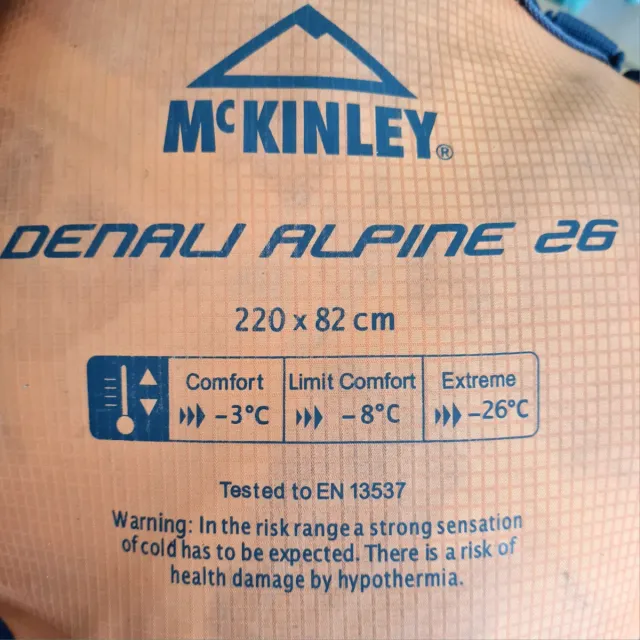 McKINLEY®
DENALI ALPINE 26
220 x 82 cm
Comfort Limit Comfort Extreme
-3°C -8°C -26°C
Tested to EN 13537
Warning: In the risk range a strong sensation
of cold has to be expected. There is a risk of
health damage by hypothermia.